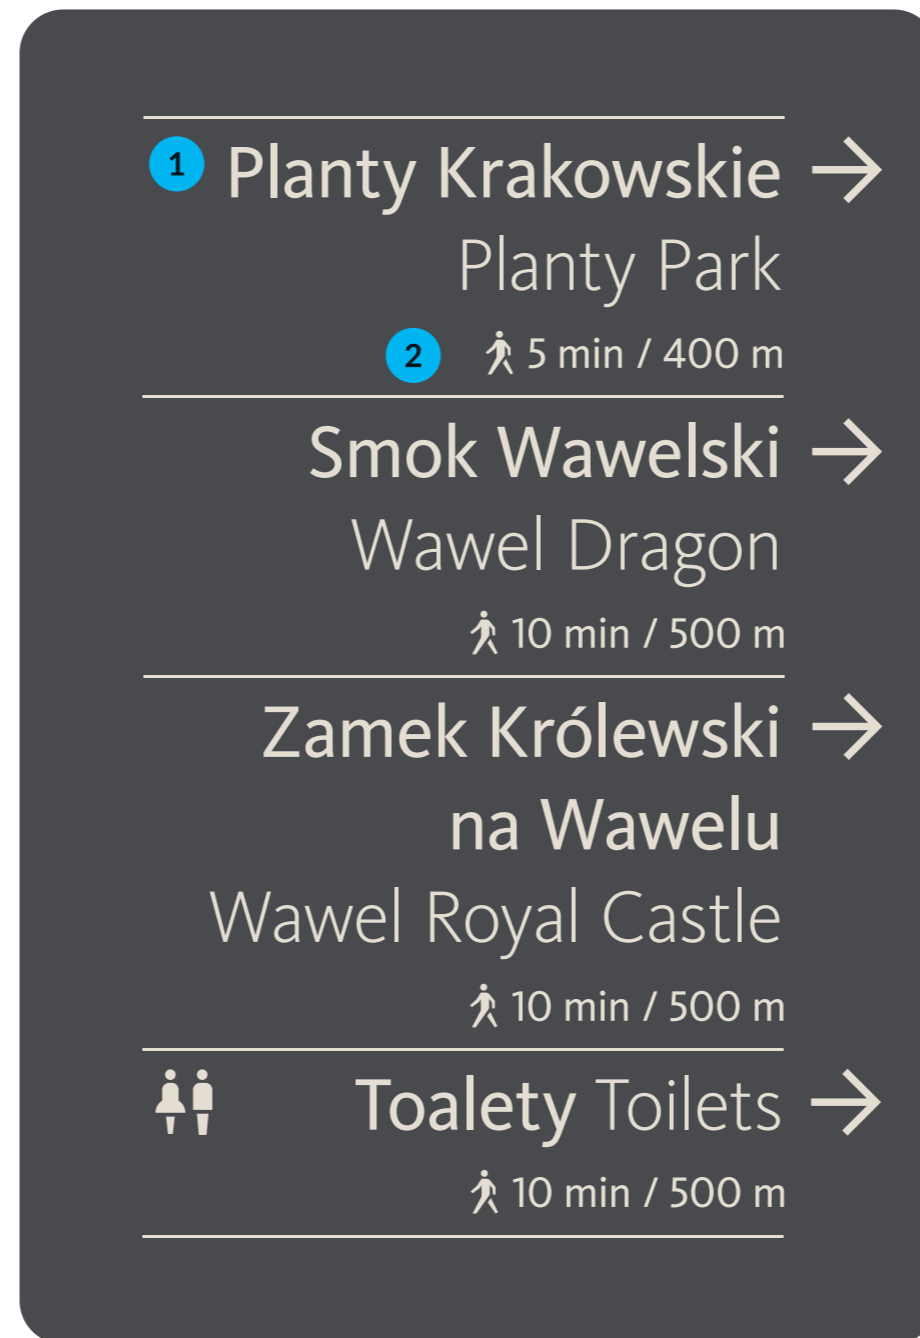 1 Planty Krakowskie →
Planty Park
2 5 min / 400 m
Smok Wawelski →
Wawel Dragon
10 min / 500 m
Zamek Królewski →
na Wawelu
Wawel Royal Castle
10 min / 500 m
Toalety Toilets →
10 min / 500 m